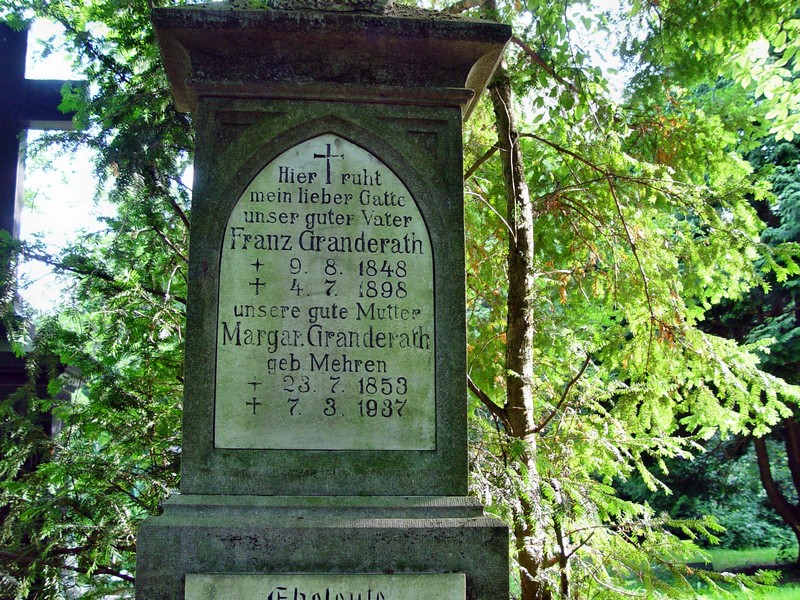 Hier † ruht
mein lieber Gatte
unser guter Vater
Franz Granderath
+ 9. 8. 1848
† 4. 7. 1898
unsere gute Mutter
Margar. Granderath
geb. Mehren
+ 23. 7. 1853
† 7. 3. 1937
Eheleute